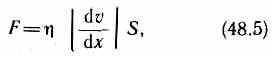 F = η |dv/dx| S, (48.5)